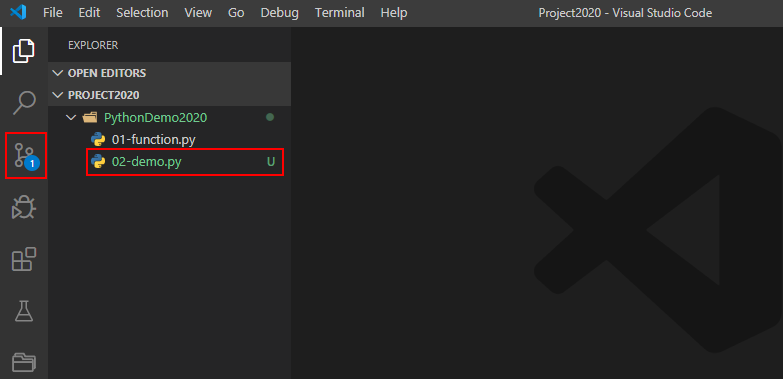 File Edit Selection View Go Debug Terminal Help Project2020 - Visual Studio Code
EXPLORER
OPEN EDITORS
PROJECT2020
PythonDemo2020
01-function.py
1
02-demo.py U